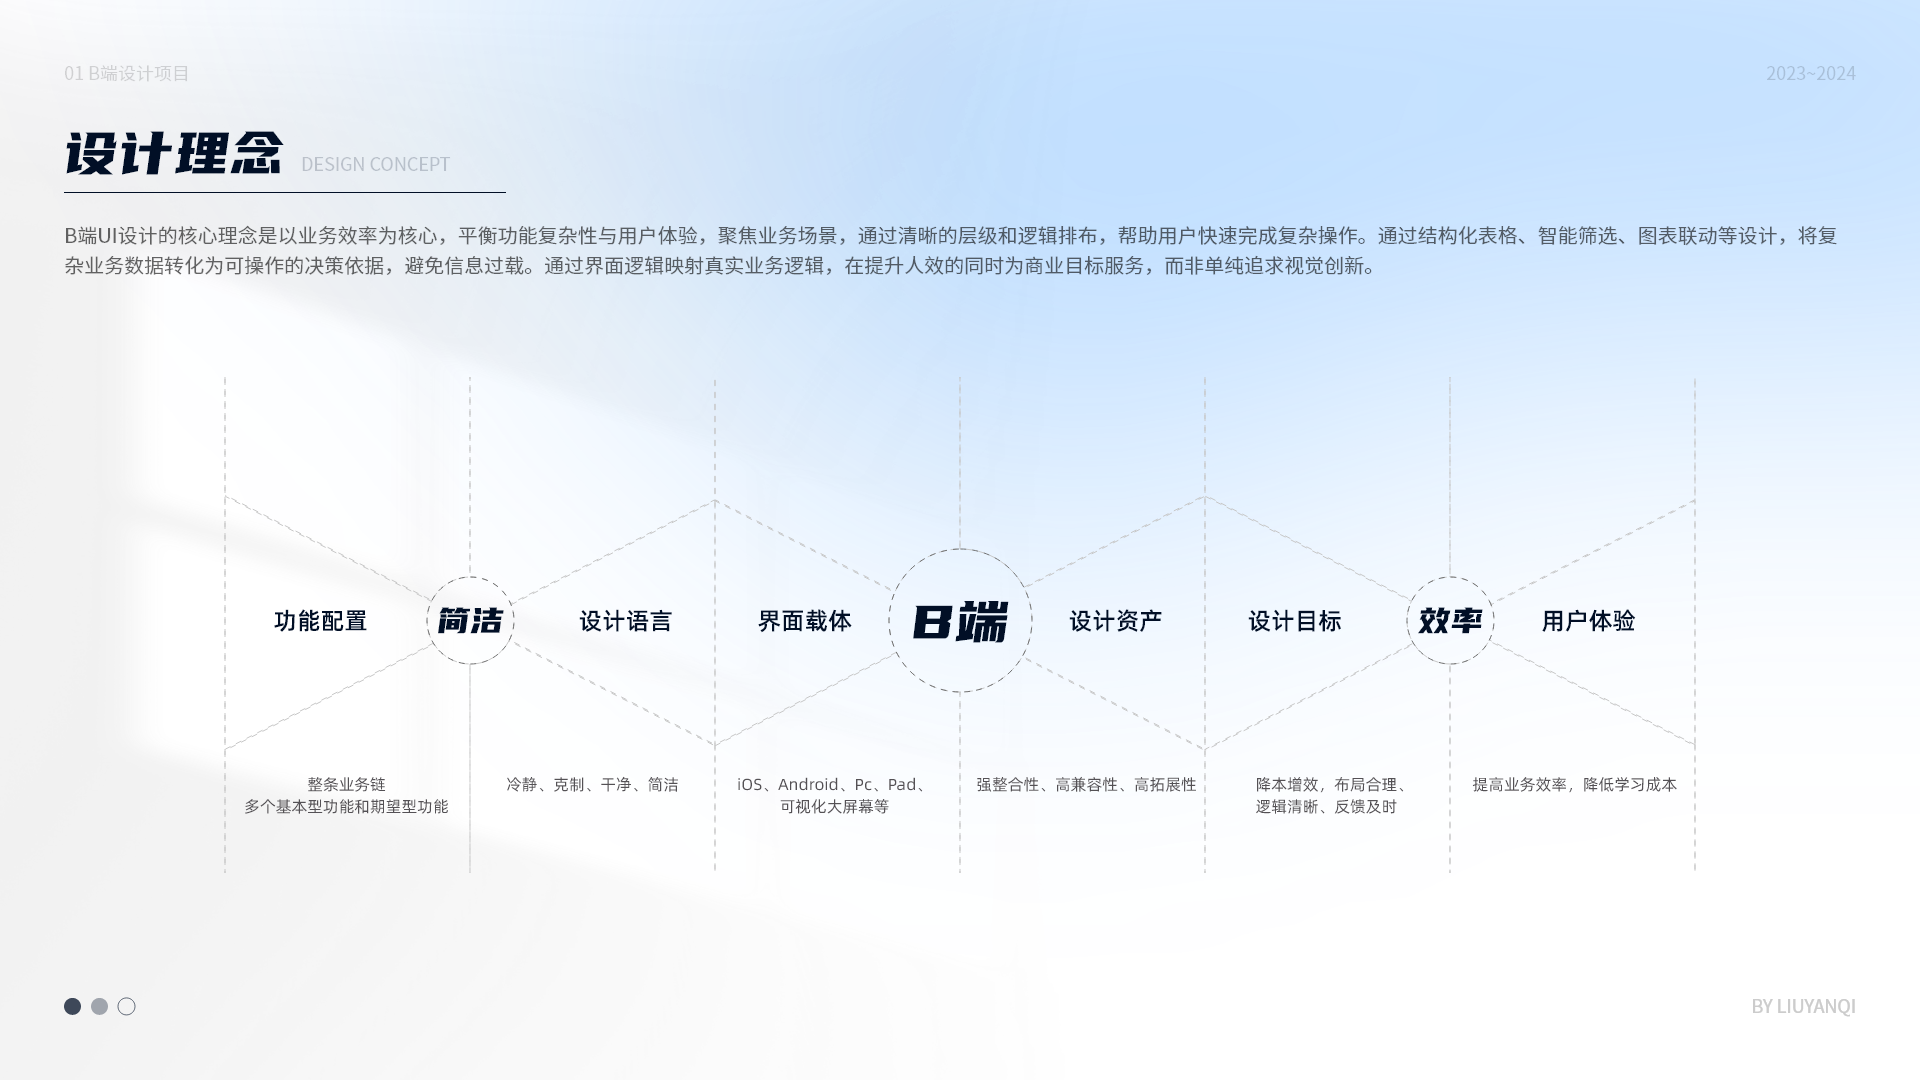 01 B端设计项目
2023~2024
设计理念 DESIGN CONCEPT
B端UI设计的核心理念是以业务效率为核心，平衡功能复杂性与用户体验，聚焦业务场景，通过清晰的层级和逻辑排布，帮助用户快速完成复杂操作。通过结构化表格、智能筛选、图表联动等设计，将复
杂业务数据转化为可操作的决策依据，避免信息过载。通过界面逻辑映射真实业务逻辑，在提升人效的同时为商业目标服务，而非单纯追求视觉创新。
功能配置
简洁
设计语言
界面载体
B端
设计资产
设计目标
效率
用户体验
整条业务链
多个基本型功能和期望型功能
冷静、克制、干净、简洁
iOS、Android、Pc、Pad、
可视化大屏幕等
强整合性、高兼容性、高拓展性
降本增效，布局合理、
逻辑清晰、反馈及时
提高业务效率，降低学习成本
BY LIUYANQI